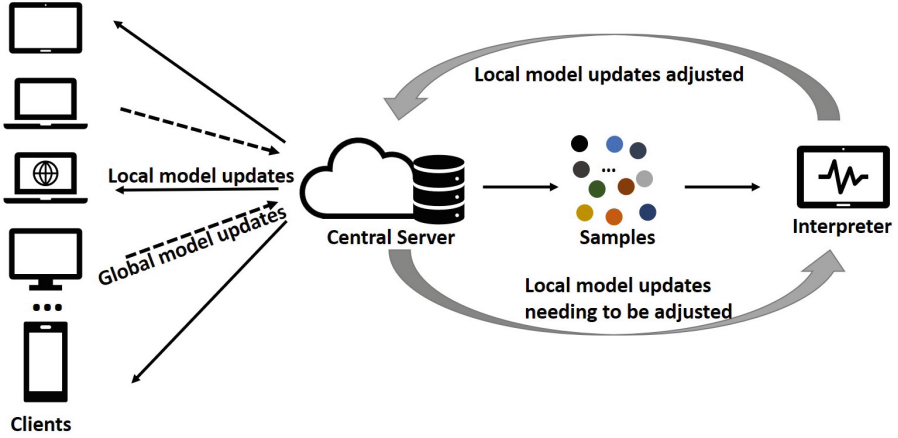 Local model updates adjusted
Local model updates
Global model updates
...
Central Server
Samples
Interpreter
Local model updates
needing to be adjusted
...
Clients